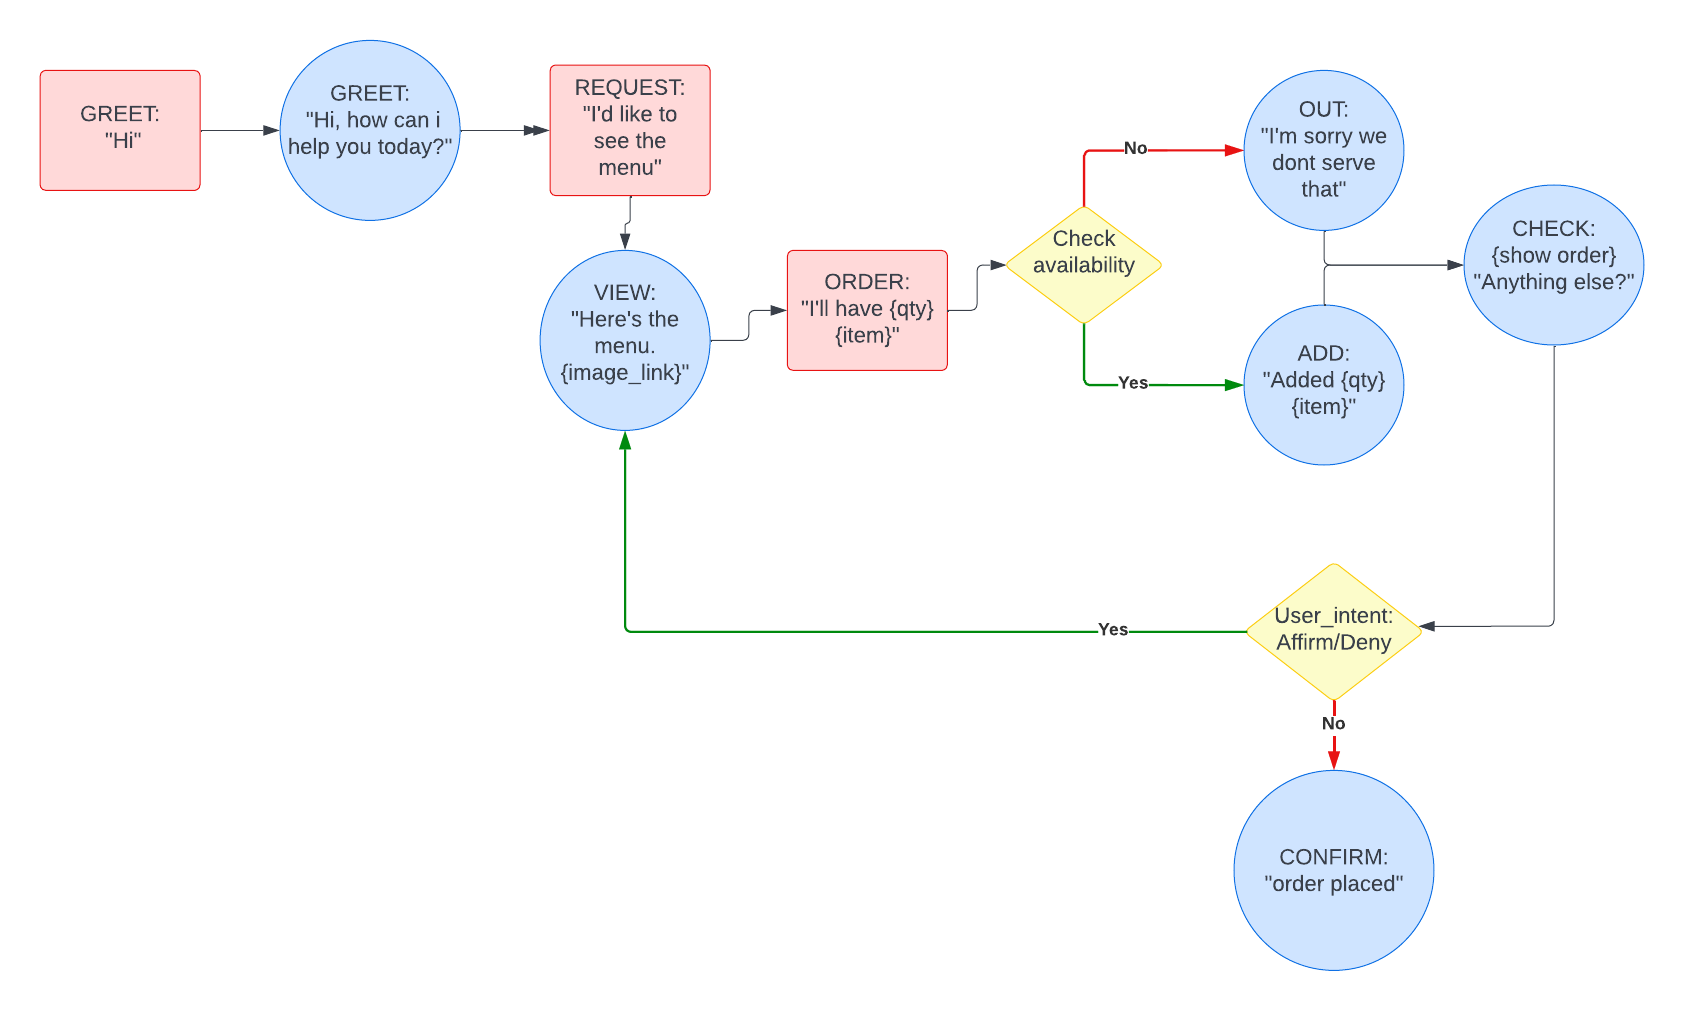 GREET:
"Hi"
GREET:
"Hi, how can i
help you today?"
REQUEST:
"I'd like to
see the
menu"
VIEW:
"Here's the
menu.
{image_link}"
ORDER:
"I'll have {qty}
{item}"
Check
availability
No
Yes
OUT:
"I'm sorry we
dont serve
that"
ADD:
"Added {qty}
{item}"
CHECK:
{show order}
"Anything else?"
User_intent:
Affirm/Deny
Yes
No
CONFIRM:
"order placed"